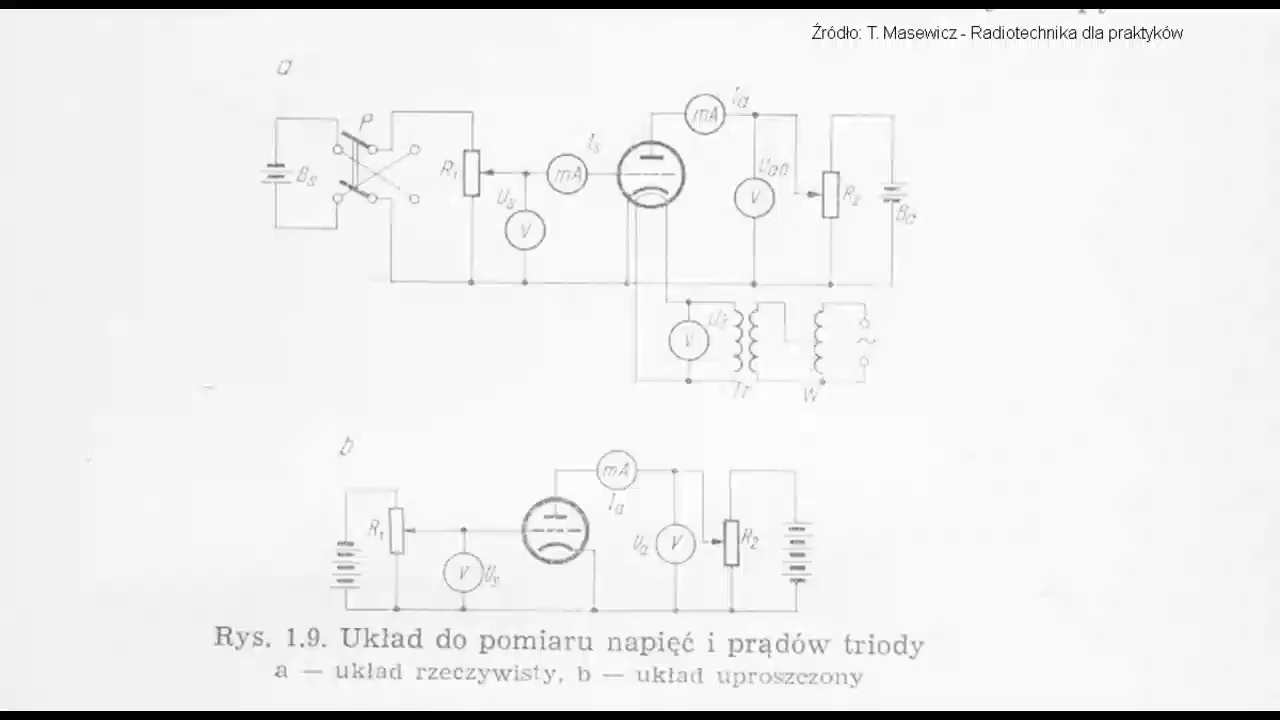 Źródło: T. Masewicz - Radiotechnika dla praktyków
a
P
Bs
R1
Us
V
mA
Is
mA
Ia
Ua0
V
R2
Ba
V
Tr
W
~
b
R1
V
Us
mA
Ia
Ua
V
R2
Rys. 1.9. Układ do pomiaru napięć i prądów triody
a — układ rzeczywisty, b — układ uproszczony